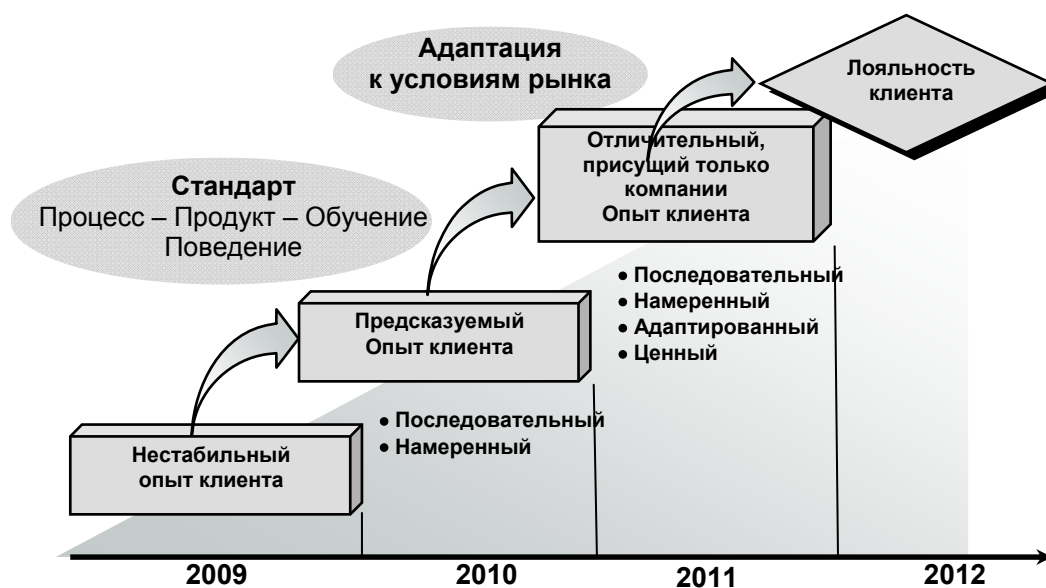 Адаптация
к условиям рынка
Лояльность
клиента
Отличительный,
присущий только
компании
Опыт клиента
Стандарт
Процесс – Продукт – Обучение
Поведение
• Последовательный
• Намеренный
• Адаптированный
• Ценный
Предсказуемый
Опыт клиента
• Последовательный
• Намеренный
Нестабильный
опыт клиента
2009
2010
2011
2012